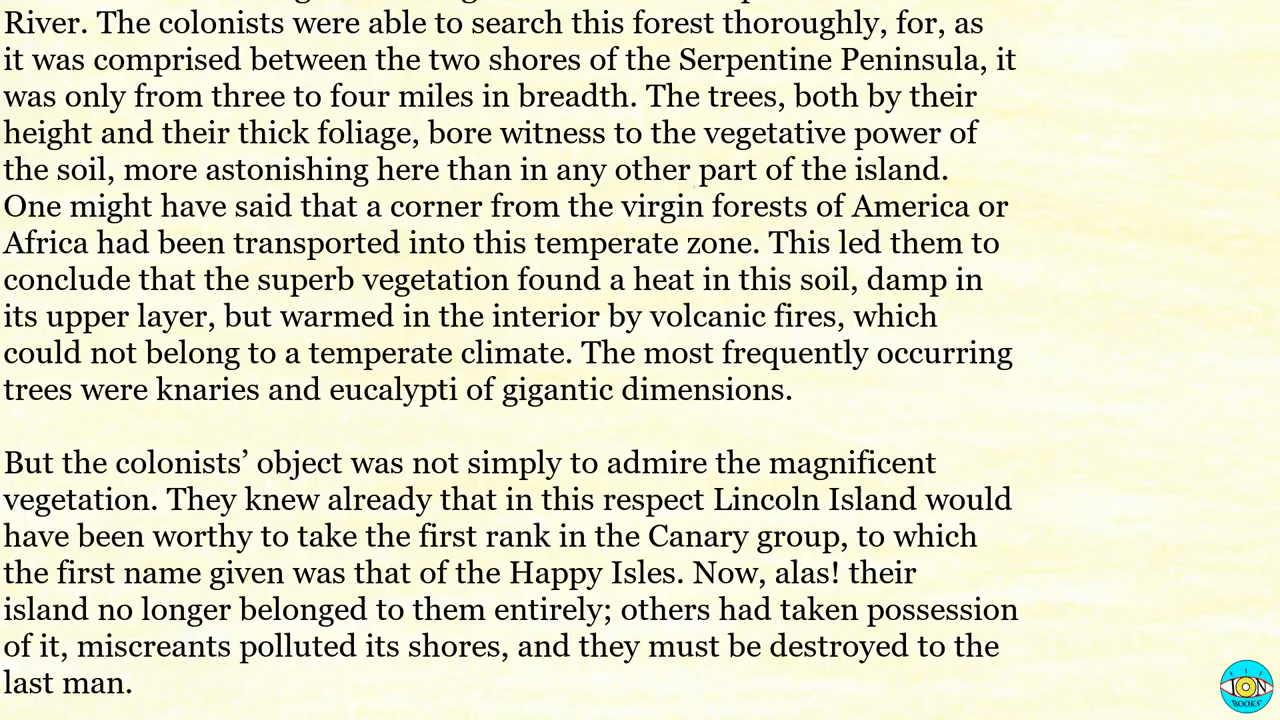 River. The colonists were able to search this forest thoroughly, for, as
it was comprised between the two shores of the Serpentine Peninsula, it
was only from three to four miles in breadth. The trees, both by their
height and their thick foliage, bore witness to the vegetative power of
the soil, more astonishing here than in any other part of the island.
One might have said that a corner from the virgin forests of America or
Africa had been transported into this temperate zone. This led them to
conclude that the superb vegetation found a heat in this soil, damp in
its upper layer, but warmed in the interior by volcanic fires, which
could not belong to a temperate climate. The most frequently occurring
trees were knaries and eucalypti of gigantic dimensions.
But the colonists’ object was not simply to admire the magnificent
vegetation. They knew already that in this respect Lincoln Island would
have been worthy to take the first rank in the Canary group, to which
the first name given was that of the Happy Isles. Now, alas! their
island no longer belonged to them entirely; others had taken possession
of it, miscreants polluted its shores, and they must be destroyed to the
last man.
ION
BOOKS